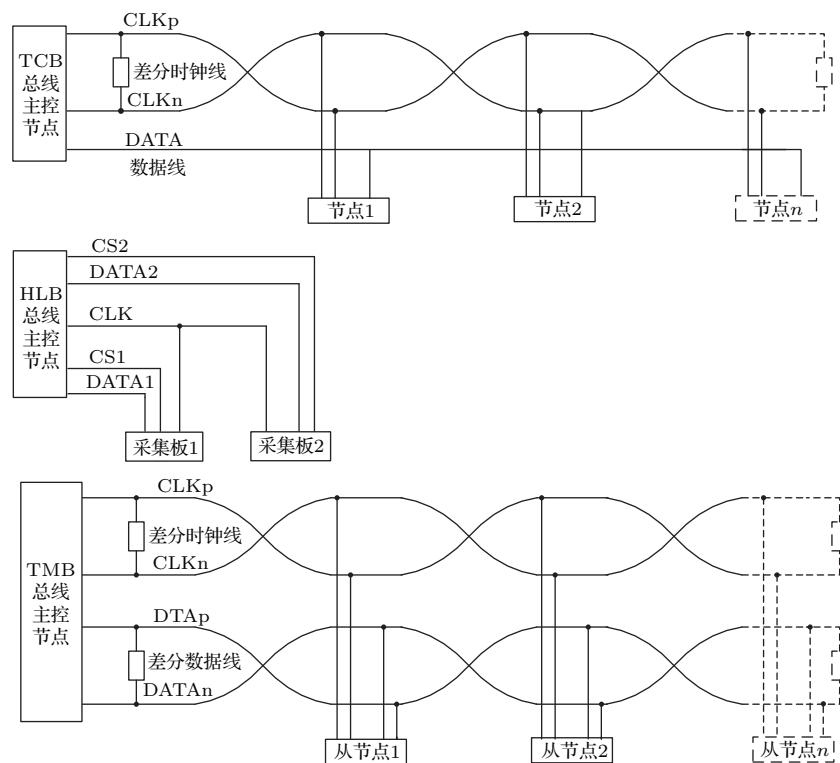 CLKp
TCB
总线
主控
节点
差分时钟线
CLKn
DATA
数据线
节点1
节点2
节点n
CS2
DATA2
HLB
总线
主控
节点
CLK
CS1
DATA1
采集板1
采集板2
CLKp
差分时钟线
CLKn
TMB
总线
主控
节点
DTAp
差分数据线
DATAn
从节点1
从节点2
从节点n